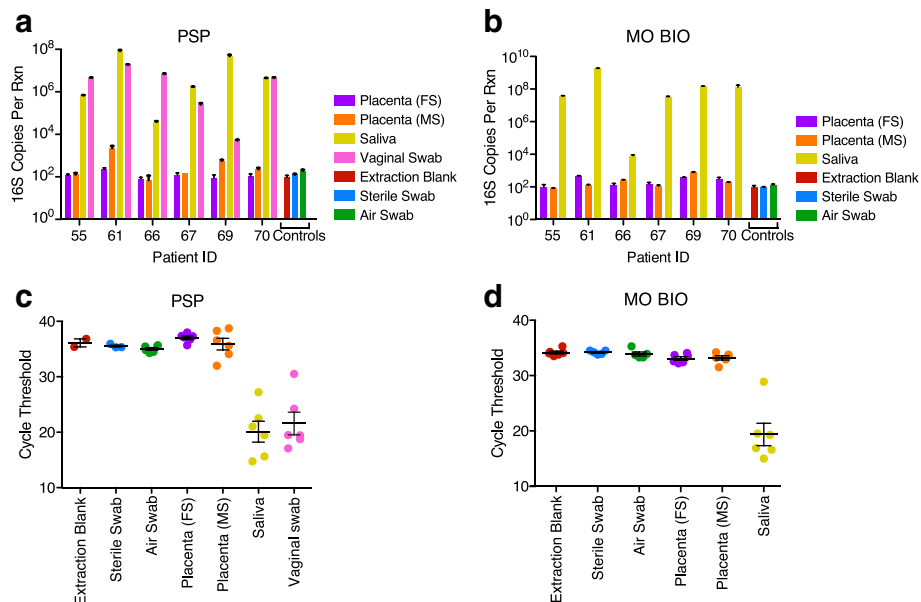 a
PSP
16S Copies Per Rxn
10^8
10^6
10^4
10^2
10^0
55 61 66 67 69 70 Controls
Patient ID
Placenta (FS)
Placenta (MS)
Saliva
Vaginal Swab
Extraction Blank
Sterile Swab
Air Swab
b
MO BIO
16S Copies Per Rxn
10^10
10^8
10^6
10^4
10^2
10^0
55 61 66 67 69 70 Controls
Patient ID
Placenta (FS)
Placenta (MS)
Saliva
Extraction Blank
Sterile Swab
Air Swab
c
PSP
Cycle Threshold
40
30
20
10
Extraction Blank
Sterile Swab
Air Swab
Placenta (FS)
Placenta (MS)
Saliva
Vaginal swab
d
MO BIO
Cycle Threshold
40
30
20
10
Extraction Blank
Sterile Swab
Air Swab
Placenta (FS)
Placenta (MS)
Saliva